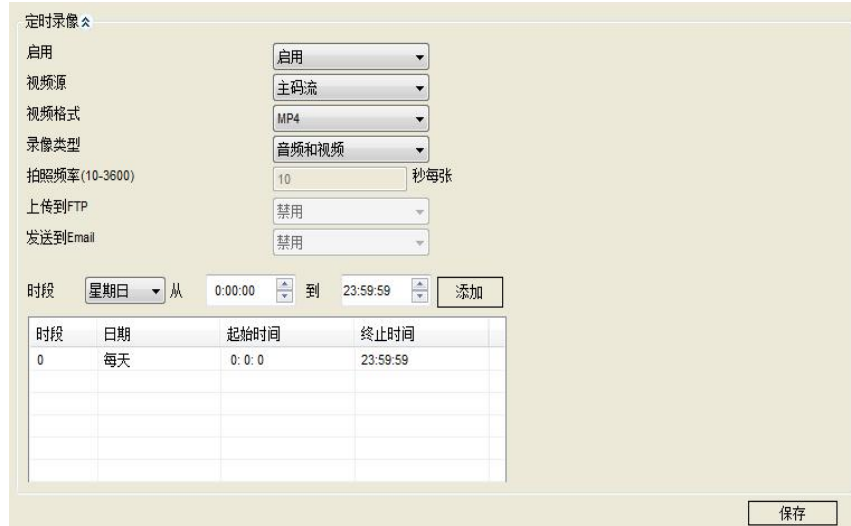 定时录像
启用 启用
视频源 主码流
视频格式 MP4
录像类型 音频和视频
拍照频率(10-3600) 10 秒每张
上传到FTP 禁用
发送到Email 禁用
时段 星期日 从 0:00:00 到 23:59:59 添加
时段 日期 起始时间 终止时间
0 每天 0: 0: 0 23:59:59
保存